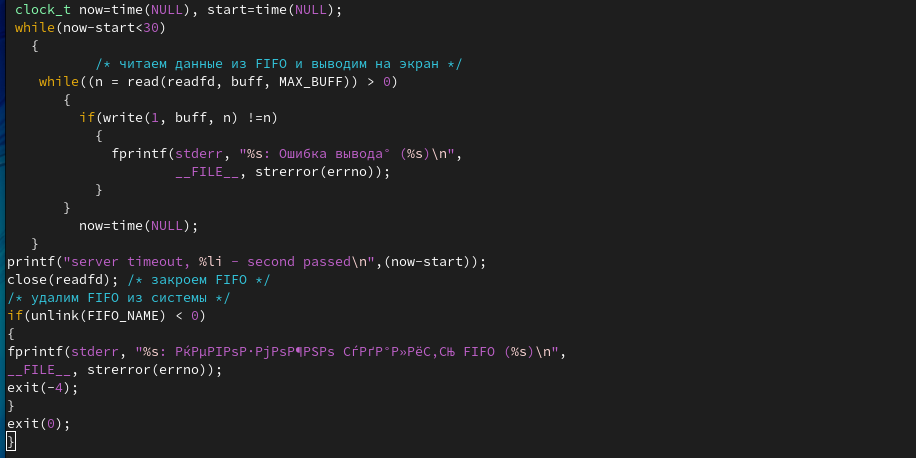 clock_t now=time(NULL), start=time(NULL);
while(now-start<30)
{
/* читаем данные из FIFO и выводим на экран */
while((n = read(readfd, buff, MAX_BUFF)) > 0)
{
if(write(1, buff, n) !=n)
{
fprintf(stderr, "%s: Ошибка вывода° (%s)\n",
__FILE__, strerror(errno));
}
}
now=time(NULL);
}
printf("server timeout, %li - second passed\n",(now-start));
close(readfd); /* закроем FIFO */
/* удалим FIFO из системы */
if(unlink(FIFO_NAME) < 0)
{
fprintf(stderr, "%s: РќРµРІРѕР·РјРѕР¶РЅРѕ СѓРґР°Р»РёС‚СЊ FIFO (%s)\n",
__FILE__, strerror(errno));
exit(-4);
}
exit(0);
}